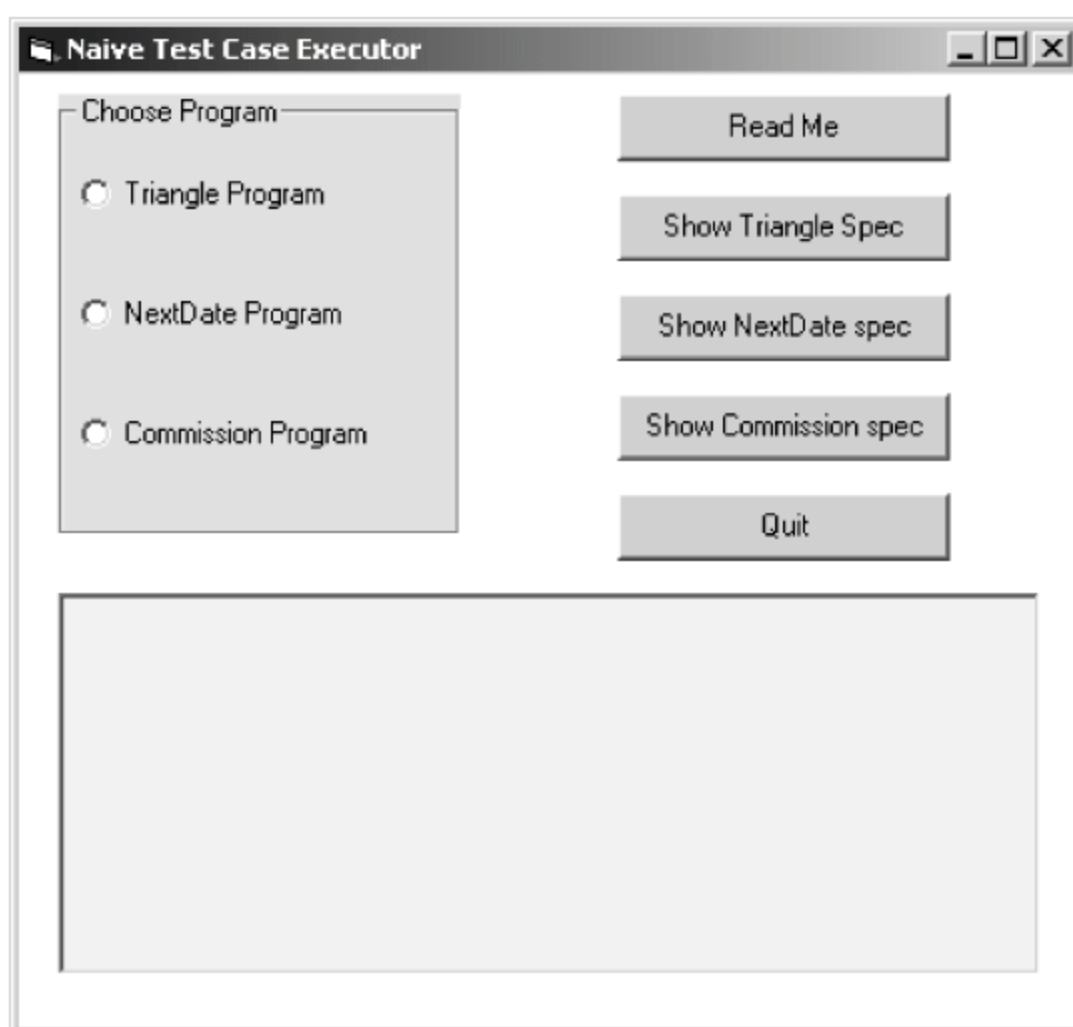 Naive Test Case Executor
Choose Program
Triangle Program
NextDate Program
Commission Program
Read Me
Show Triangle Spec
Show NextDate spec
Show Commission spec
Quit